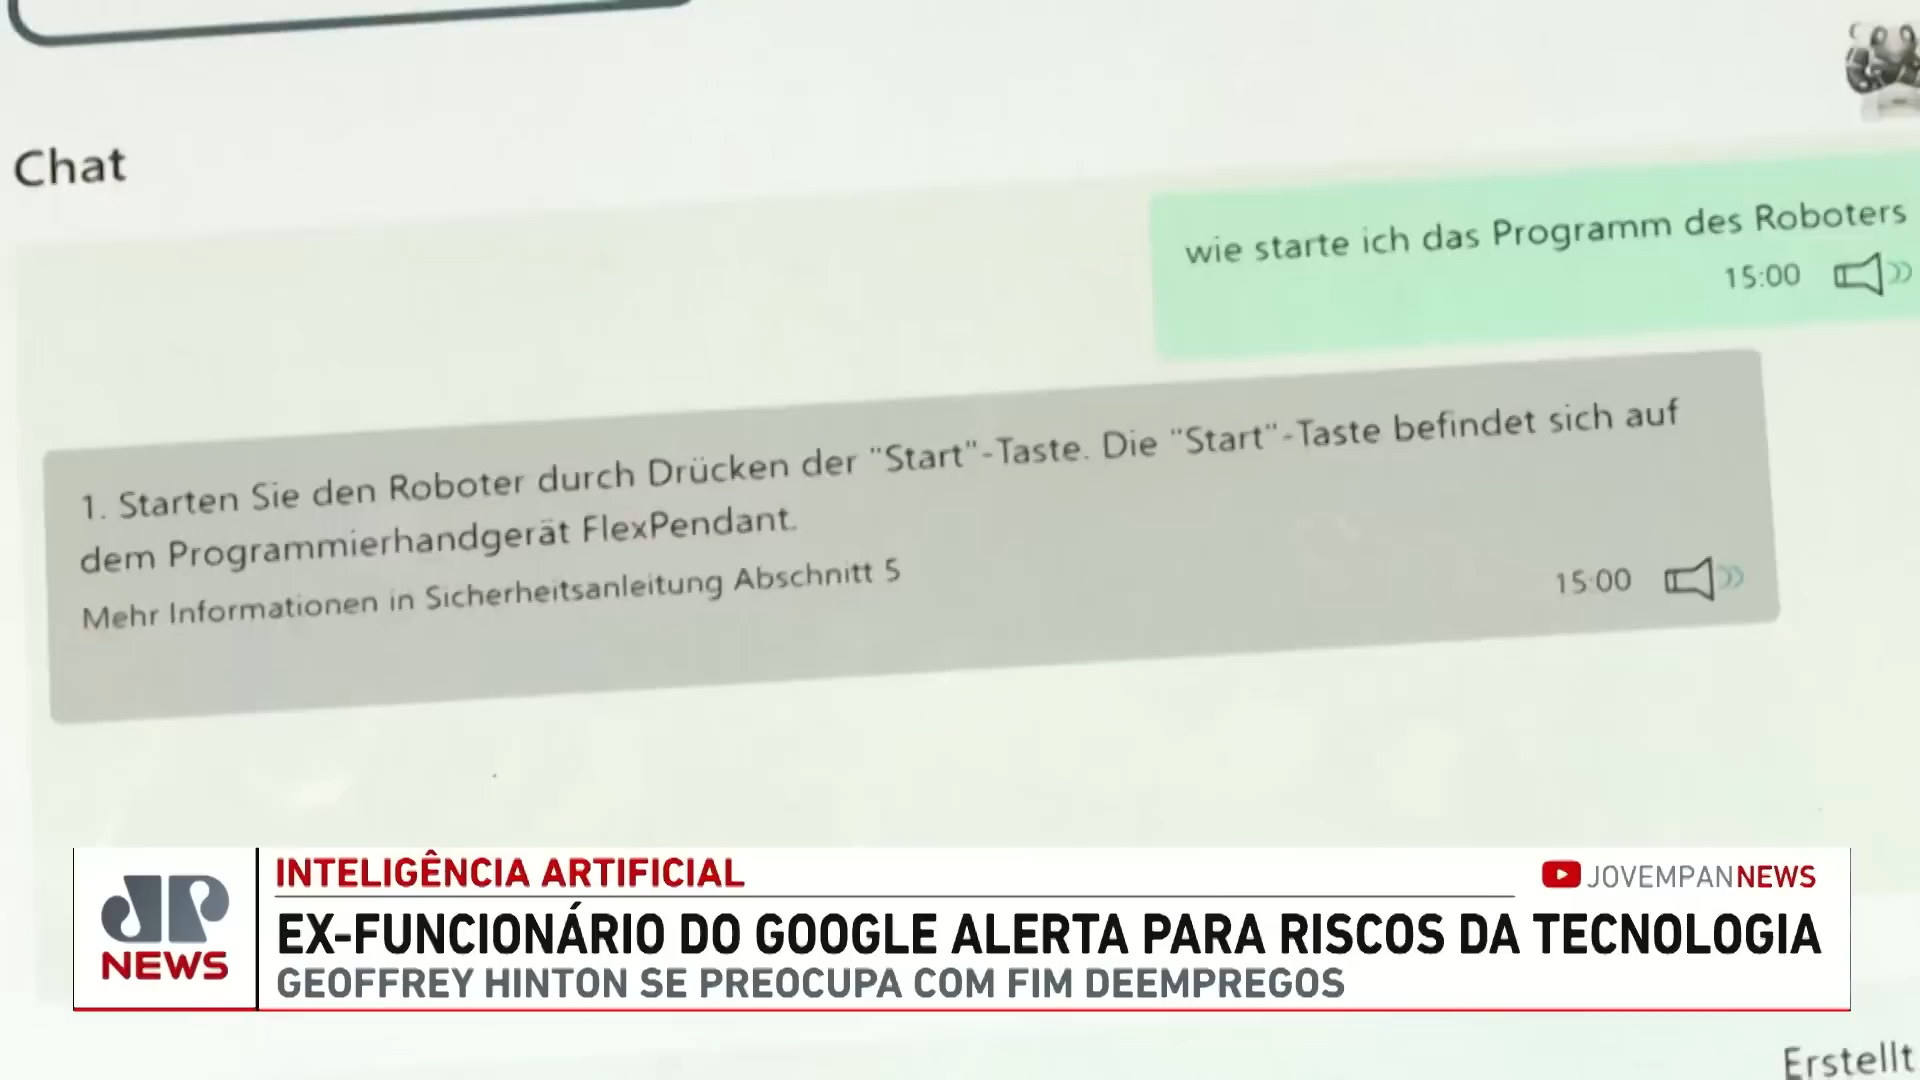 Chat
wie starte ich das Programm des Roboters
15:00
1. Starten Sie den Roboter durch Drücken der "Start"-Taste. Die "Start"-Taste befindet sich auf
dem Programmierhandgerät FlexPendant.
Mehr Informationen in Sicherheitsanleitung Abschnitt 5
15:00
JP
NEWS
INTELIGÊNCIA ARTIFICIAL
JOVEMPANNEWS
EX-FUNCIONÁRIO DO GOOGLE ALERTA PARA RISCOS DA TECNOLOGIA
GEOFFREY HINTON SE PREOCUPA COM FIM DEEMPREGOS
Erstellt